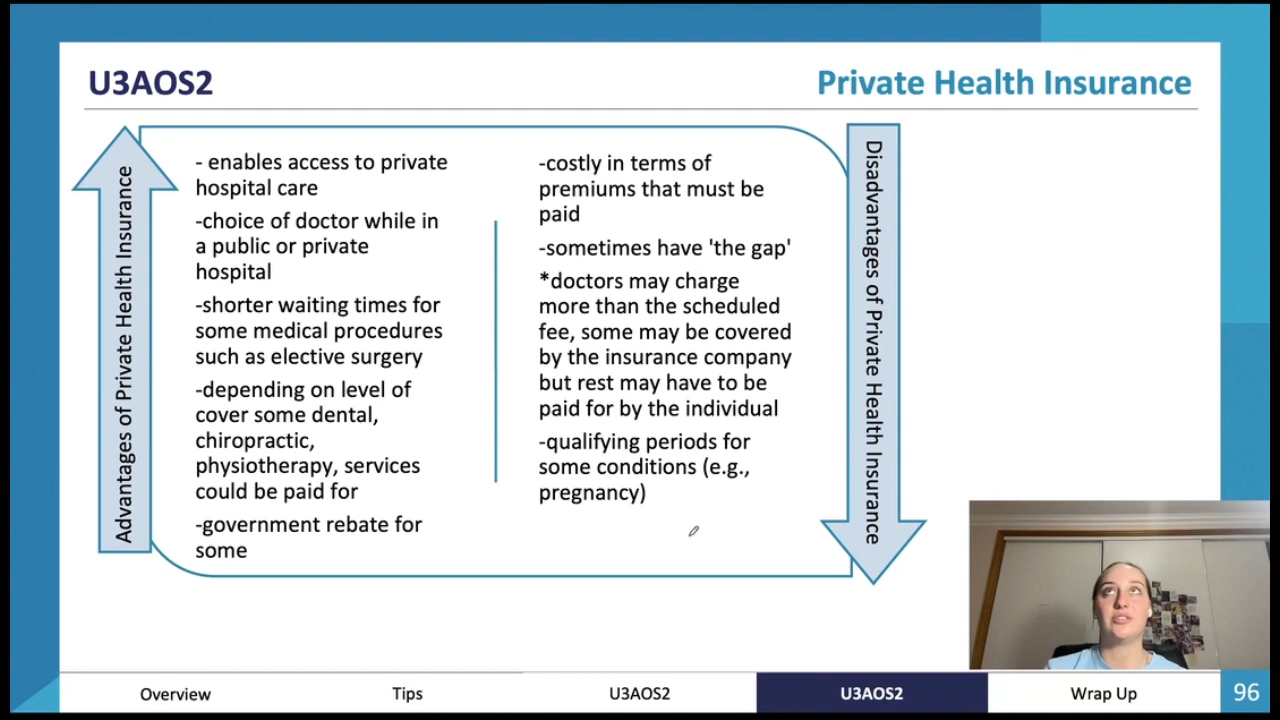 U3AOS2
Private Health Insurance
Advantages of Private Health Insurance
- enables access to private
hospital care
-choice of doctor while in
a public or private
hospital
-shorter waiting times for
some medical procedures
such as elective surgery
-depending on level of
cover some dental,
chiropractic,
physiotherapy, services
could be paid for
-government rebate for
some
-costly in terms of
premiums that must be
paid
-sometimes have 'the gap'
*doctors may charge
more than the scheduled
fee, some may be covered
by the insurance company
but rest may have to be
paid for by the individual
-qualifying periods for
some conditions (e.g.,
pregnancy)
Disadvantages of Private Health Insurance
Overview
Tips
U3AOS2
U3AOS2
Wrap Up
96